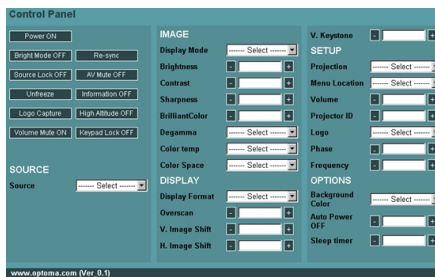 Control Panel
Power ON
Bright Mode OFF
Re-sync
Source Lock OFF
AV Mute OFF
Unfreeze
Information OFF
Logo Capture
High Altitude OFF
Volume Mute ON
Keypad Lock OFF
SOURCE
Source
------- Select -------
IMAGE
Display Mode
------- Select -------
Brightness
- +
Contrast
- +
Sharpness
- +
BrilliantColor
- +
Degamma
------- Select -------
Color temp
------- Select -------
Color Space
------- Select -------
DISPLAY
Display Format
------- Select -------
Overscan
- +
V. Image Shift
- +
H. Image Shift
- +
V. Keystone
- +
SETUP
Projection
------- Select -------
Menu Location
------- Select -------
Volume
- +
Projector ID
- +
Logo
------- Select -------
Phase
- +
Frequency
- +
OPTIONS
Background
Color
------- Select -------
Auto Power
OFF
- +
Sleep timer
- +
www.optoma.com (Ver_0.1)